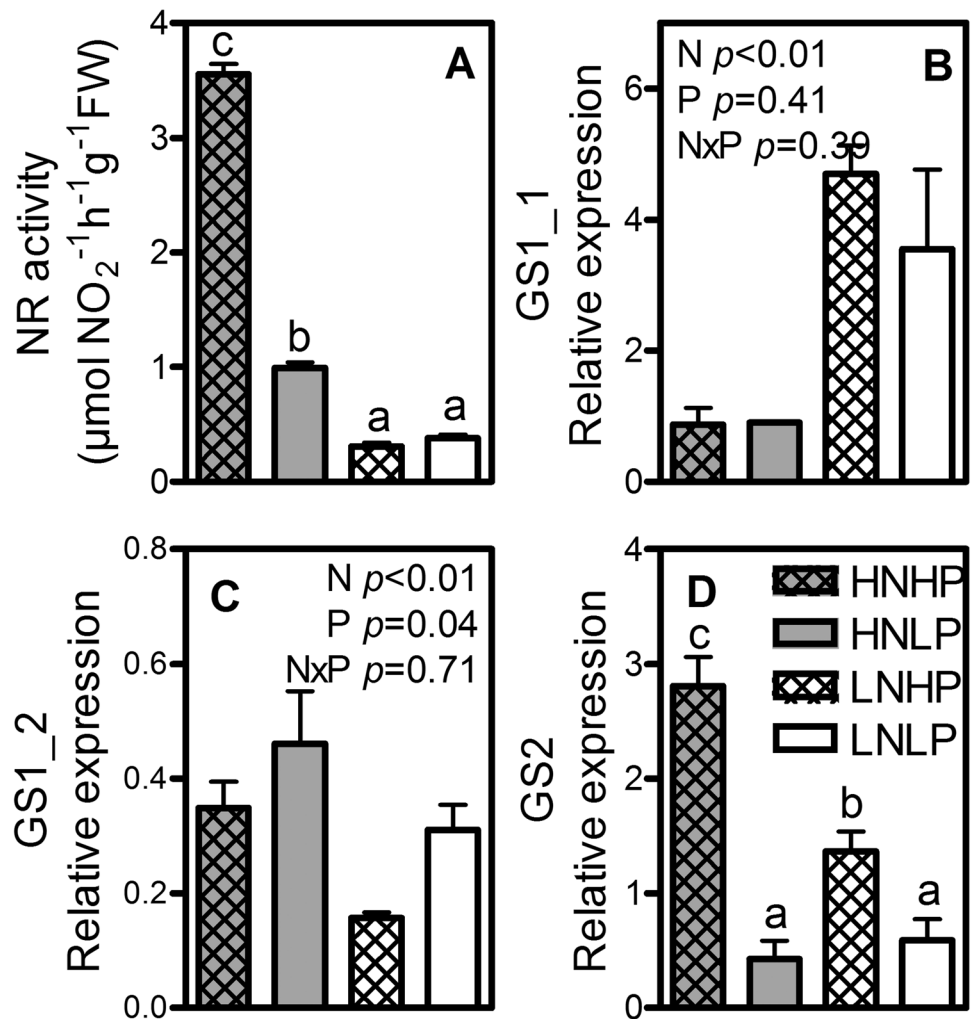 NR activity
(µmol NO₂⁻¹h⁻¹g⁻¹FW)
4
3
2
1
0
A
c
b
a
a
GS1_1
Relative expression
6
4
2
0
B
N p<0.01
P p=0.41
NxP p=0.39
GS1_2
Relative expression
0.8
0.6
0.4
0.2
0.0
C
N p<0.01
P p=0.04
NxP p=0.71
GS2
Relative expression
4
3
2
1
0
D
c
a
b
a
HNHP
HNLP
LNHP
LNLP